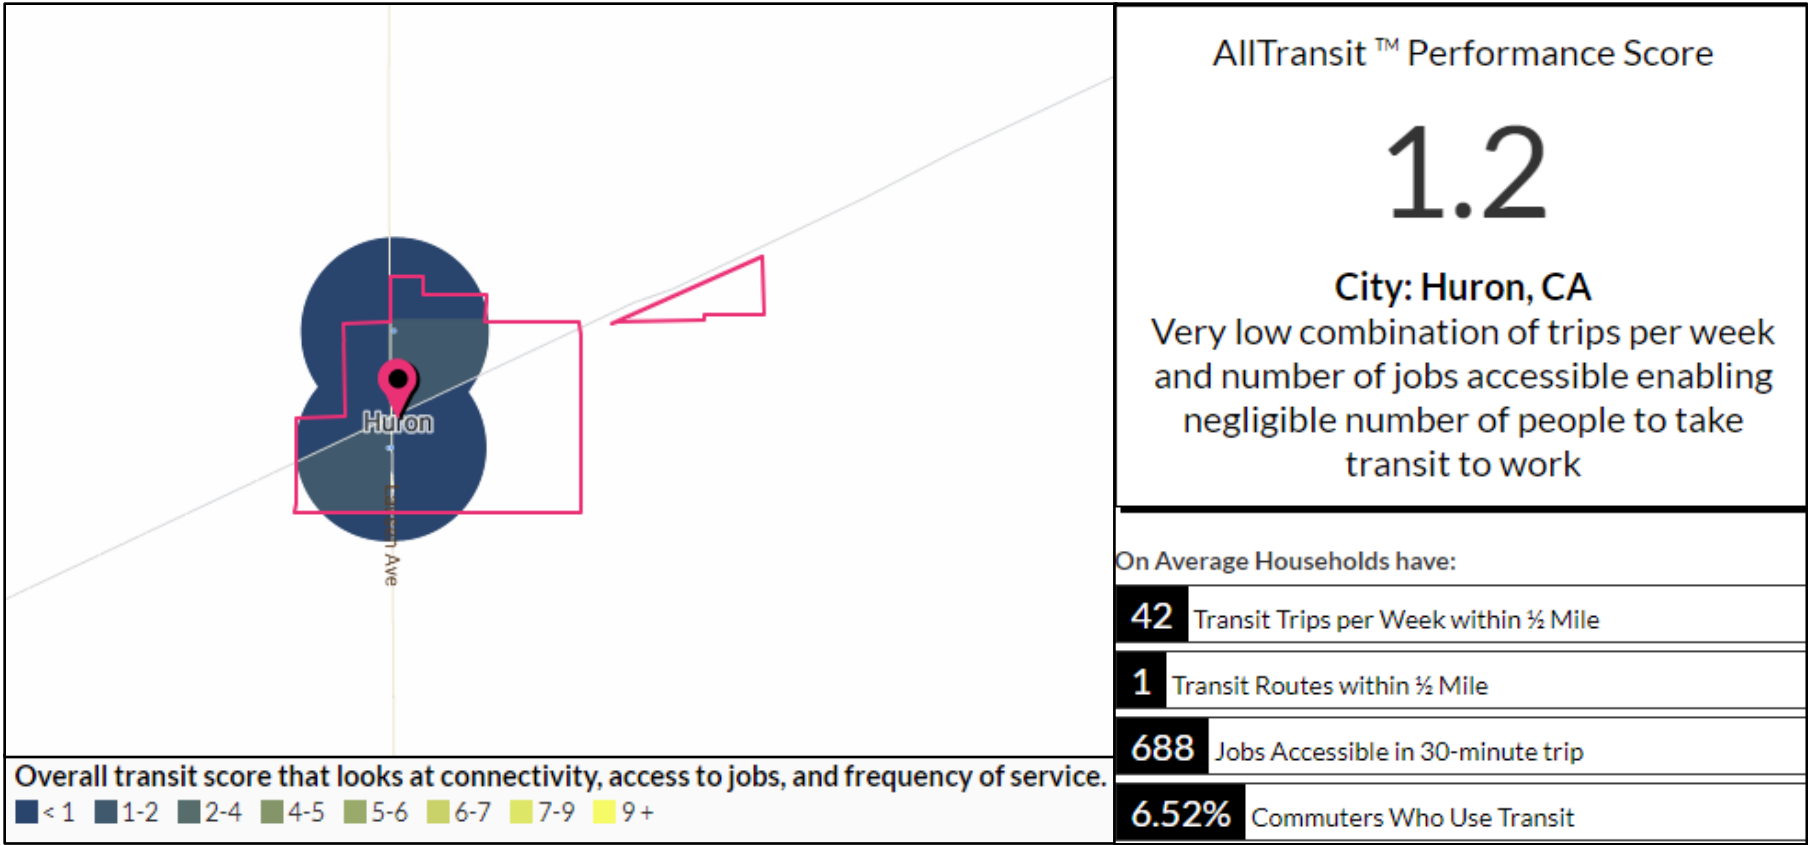 Huron
Ave
Overall transit score that looks at connectivity, access to jobs, and frequency of service.
< 1 1-2 2-4 4-5 5-6 6-7 7-9 9 +
AllTransit ™ Performance Score
1.2
City: Huron, CA
Very low combination of trips per week
and number of jobs accessible enabling
negligible number of people to take
transit to work
On Average Households have:
42 Transit Trips per Week within ½ Mile
1 Transit Routes within ½ Mile
688 Jobs Accessible in 30-minute trip
6.52% Commuters Who Use Transit